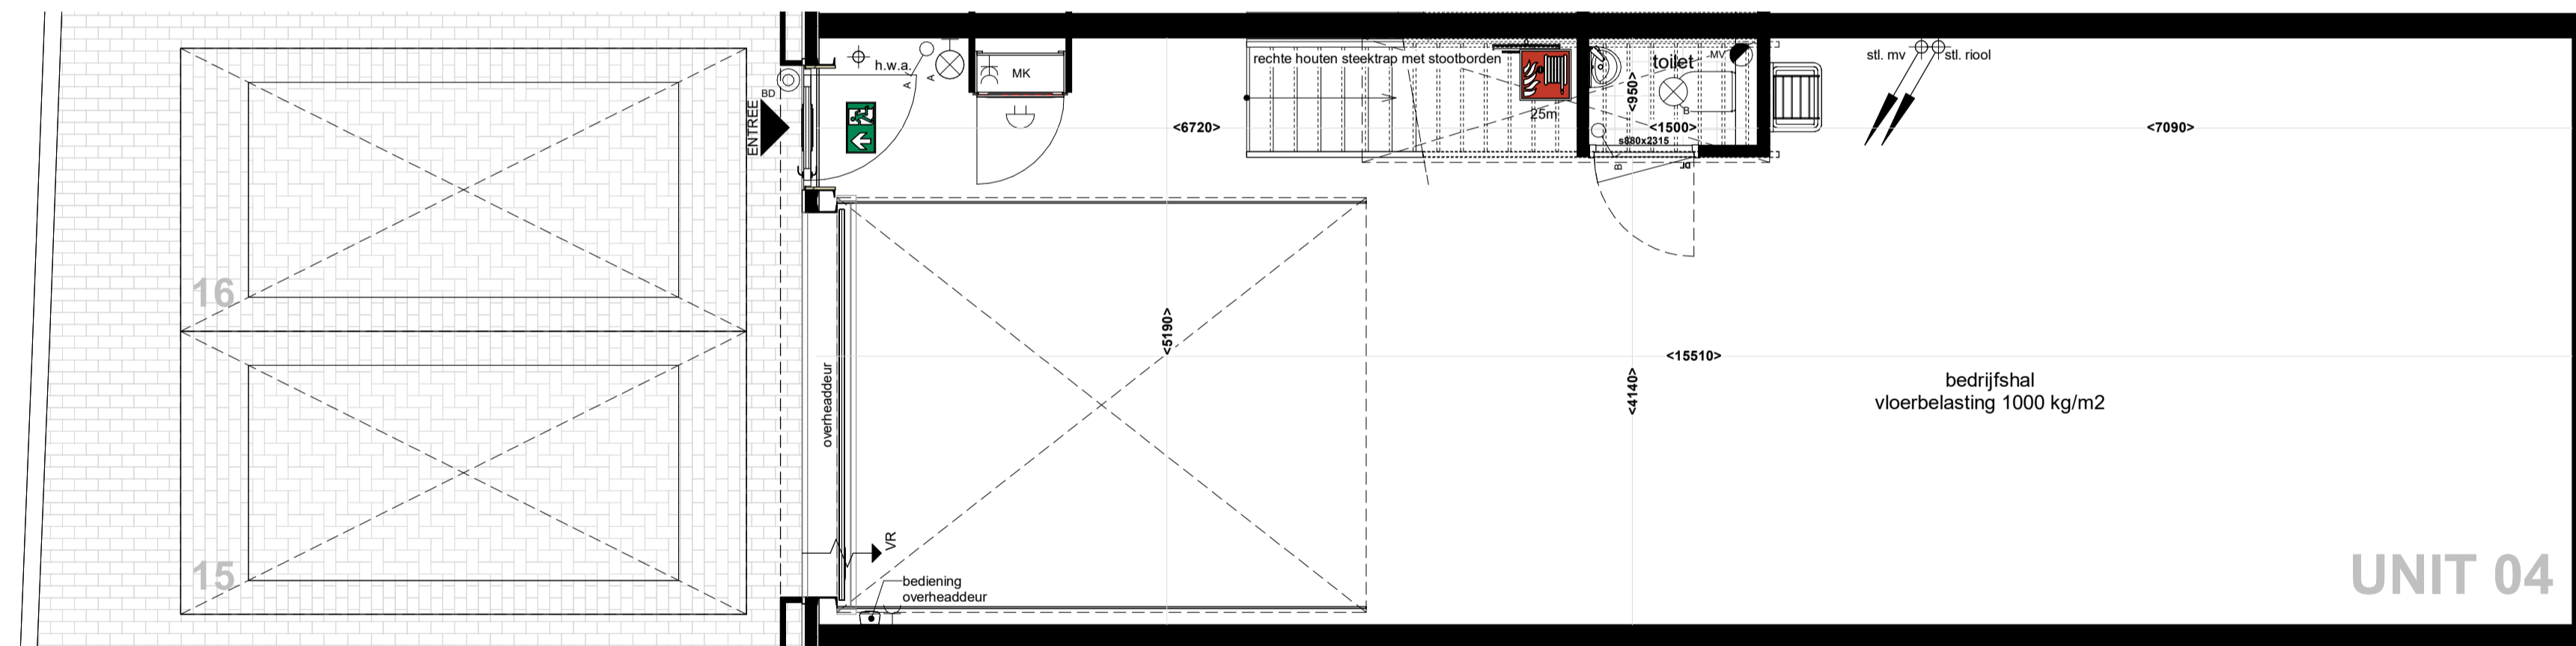 16
15
BD
ENTREE
h.w.a.
A
A
MK
<6720>
rechte houten steektrap met stootborden
25m
<950>
toilet
MV
B
<1500>
s880x2315
B
stl. mv
stl. riool
<7090>
overheaddeur
<5190>
<15510>
<4140>
bedrijfshal
vloerbelasting 1000 kg/m2
VR
bediening
overheaddeur
UNIT 04